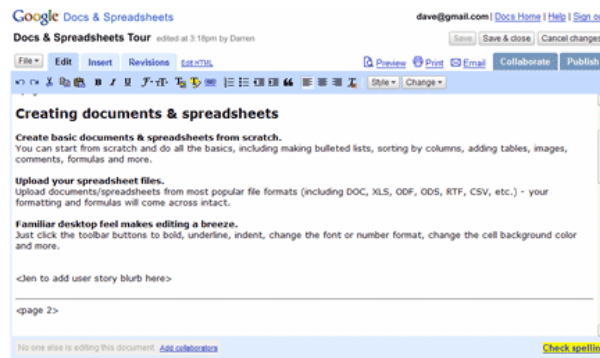 Google Docs & Spreadsheets
dave@gmail.com | Docs Home | Help | Sign
Docs & Spreadsheets Tour edited at 3:18pm by Darren
Save Save & close Cancel changes
File Edit Insert Revisions Edit HTML Preview Print Email Collaborate Publish
B I U Style Change
Creating documents & spreadsheets
Create basic documents & spreadsheets from scratch.
You can start from scratch and do all the basics, including making bulleted lists, sorting by columns, adding tables, images,
comments, formulas and more.
Upload your spreadsheet files.
Upload documents/spreadsheets from most popular file formats (including DOC, XLS, ODF, ODS, RTF, CSV, etc.) - your
formatting and formulas will come across intact.
Familiar desktop feel makes editing a breeze.
Just click the toolbar buttons to bold, underline, indent, change the font or number format, change the cell background color
and more.
<Jen to add user story blurb here>
<page 2>
No one else is editing this document. Add collaborators
Check spellin